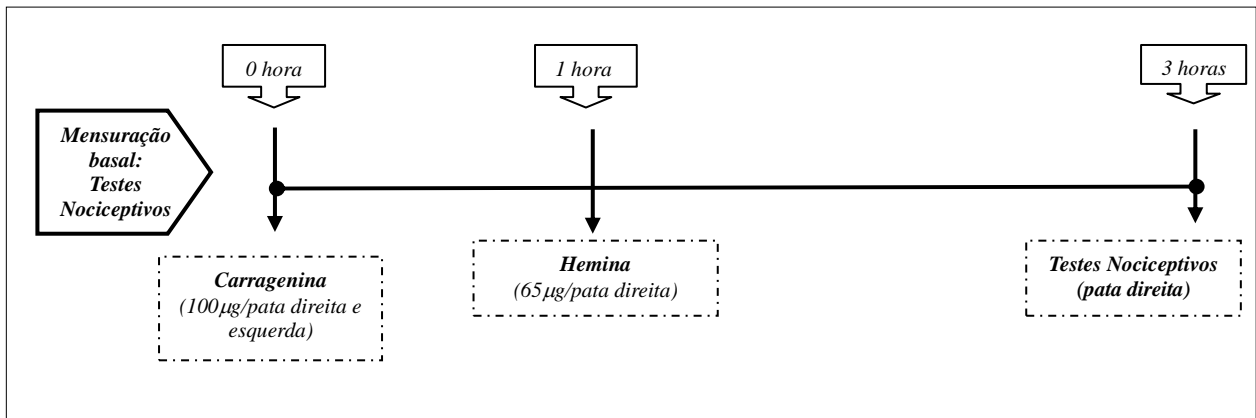 0 hora
1 hora
3 horas
Mensuração
basal:
Testes
Nociceptivos
Carragenina
(100µg/pata direita e
esquerda)
Hemina
(65µg/pata direita)
Testes Nociceptivos
(pata direita)